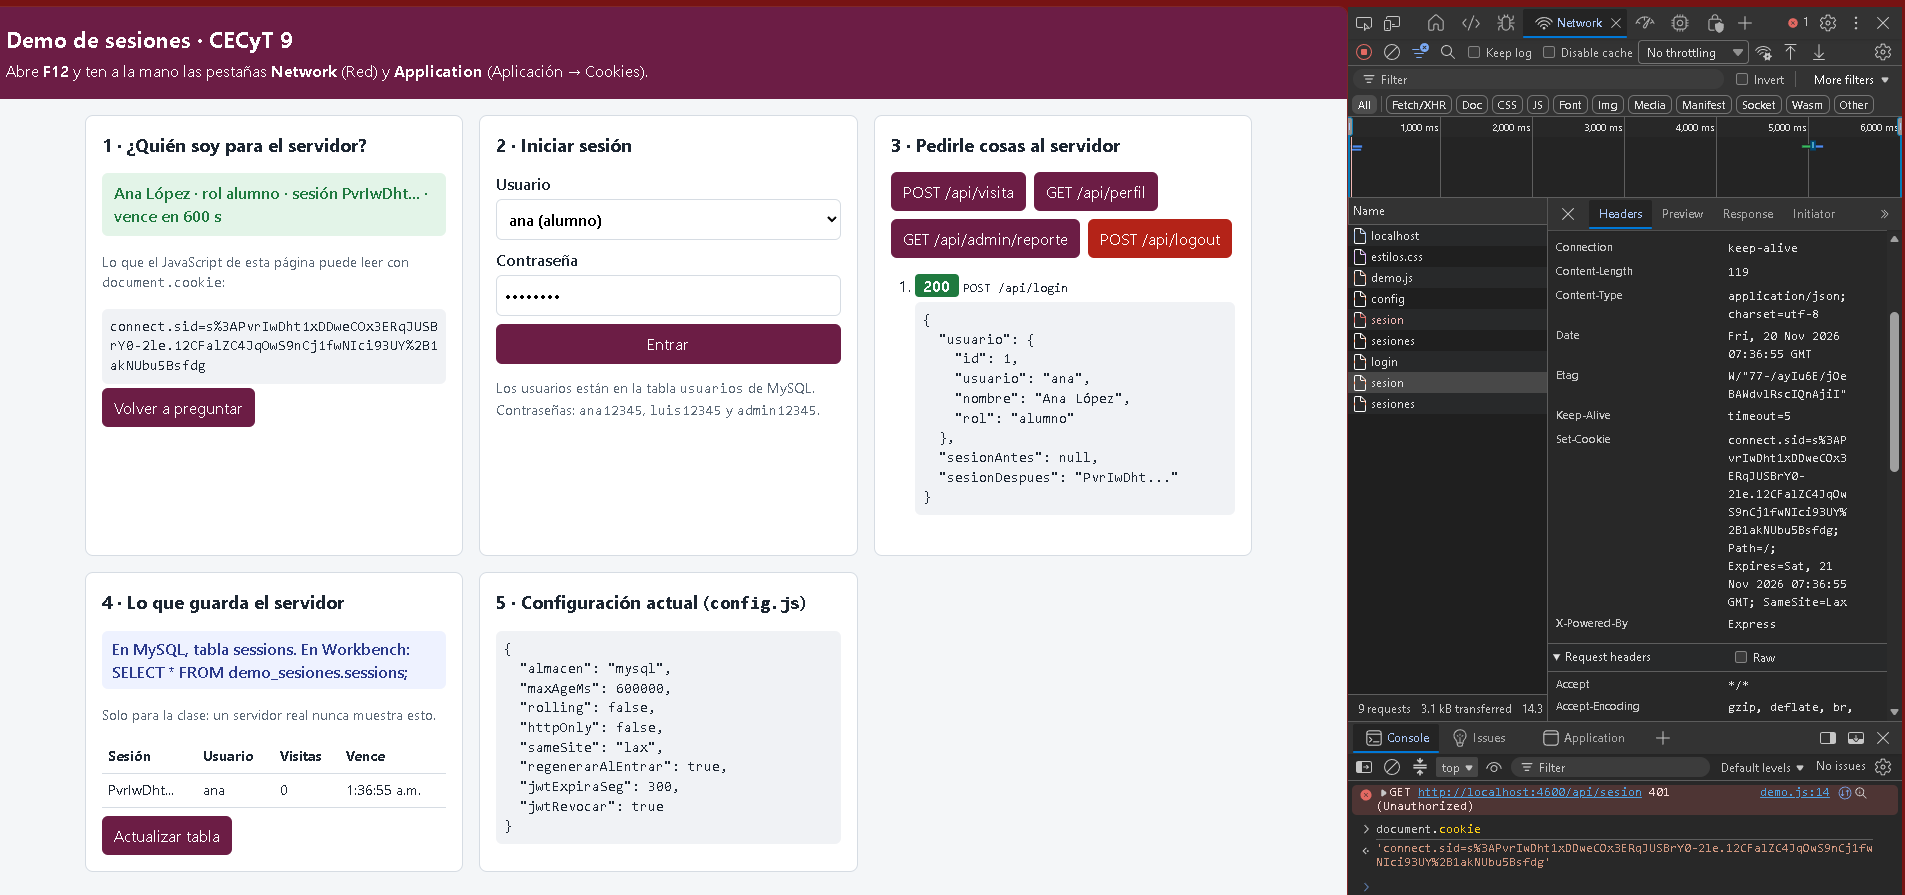 Demo de sesiones · CECyT 9
Abre F12 y ten a la mano las pestañas Network (Red) y Application (Aplicación → Cookies).
1 · ¿Quién soy para el servidor?
Ana López · rol alumno · sesión PvrIwDht... ·
vence en 600 s
Lo que el JavaScript de esta página puede leer con
document.cookie:
connect.sid=s%3APvrIwDht1xDDweCOx3ERqJUSB
rY0-2le.12CFalZC4JqOwS9nCj1fwNIci93UY%2B1
akNUbu5Bsfdg
Volver a preguntar
2 · Iniciar sesión
Usuario
ana (alumno)
Contraseña
••••••••
Entrar
Los usuarios están en la tabla usuarios de MySQL.
Contraseñas: ana12345, luis12345 y admin12345.
3 · Pedirle cosas al servidor
POST /api/visita
GET /api/perfil
GET /api/admin/reporte
POST /api/logout
1. 200 POST /api/login
{
"usuario": {
"id": 1,
"usuario": "ana",
"nombre": "Ana López",
"rol": "alumno"
},
"sesionAntes": null,
"sesionDespues": "PvrIwDht..."
}
4 · Lo que guarda el servidor
En MySQL, tabla sessions. En Workbench:
SELECT * FROM demo_sesiones.sessions;
Solo para la clase: un servidor real nunca muestra esto.
Sesión Usuario Visitas Vence
PvrIwDht... ana 0 1:36:55 a.m.
Actualizar tabla
5 · Configuración actual (config.js)
{
"almacen": "mysql",
"maxAgeMs": 600000,
"rolling": false,
"httpOnly": false,
"sameSite": "lax",
"regenerarAlEntrar": true,
"jwtExpiraSeg": 300,
"jwtRevocar": true
}
Network
1
Keep log
Disable cache
No throttling
Filter
Invert
More filters
All Fetch/XHR Doc CSS JS Font Img Media Manifest Socket Wasm Other
1,000 ms 2,000 ms 3,000 ms 4,000 ms 5,000 ms 6,000 ms
Name
localhost
estilos.css
demo.js
config
sesion
sesiones
login
sesion
sesiones
9 requests 3.1 kB transferred 14.3
Headers Preview Response Initiator
Connection keep-alive
Content-Length 119
Content-Type application/json;
charset=utf-8
Date Fri, 20 Nov 2026
07:36:55 GMT
Etag W/"77-/ayIu6E/jOe
BAWdvlRscIQnAjiI"
Keep-Alive timeout=5
Set-Cookie connect.sid=s%3AP
vrIwDht1xDDweCOx3
ERqJUSBrY0-
2le.12CFalZC4JqOw
S9nCj1fwNIci93UY%
2B1akNUbu5Bsfdg;
Path=/;
Expires=Sat, 21
Nov 2026 07:36:55
GMT; SameSite=Lax
X-Powered-By Express
Request headers Raw
Accept */*
Accept-Encoding gzip, deflate, br,
Console Issues Application
top Filter Default levels No issues
GET http://localhost:4600/api/sesion 401 demo.js:14
(Unauthorized)
document.cookie
'connect.sid=s%3APvrIwDht1xDDweCOx3ERqJUSBrY0-2le.12CFalZC4JqOwS9nCj1fw
NIci93UY%2B1akNUbu5Bsfdg'